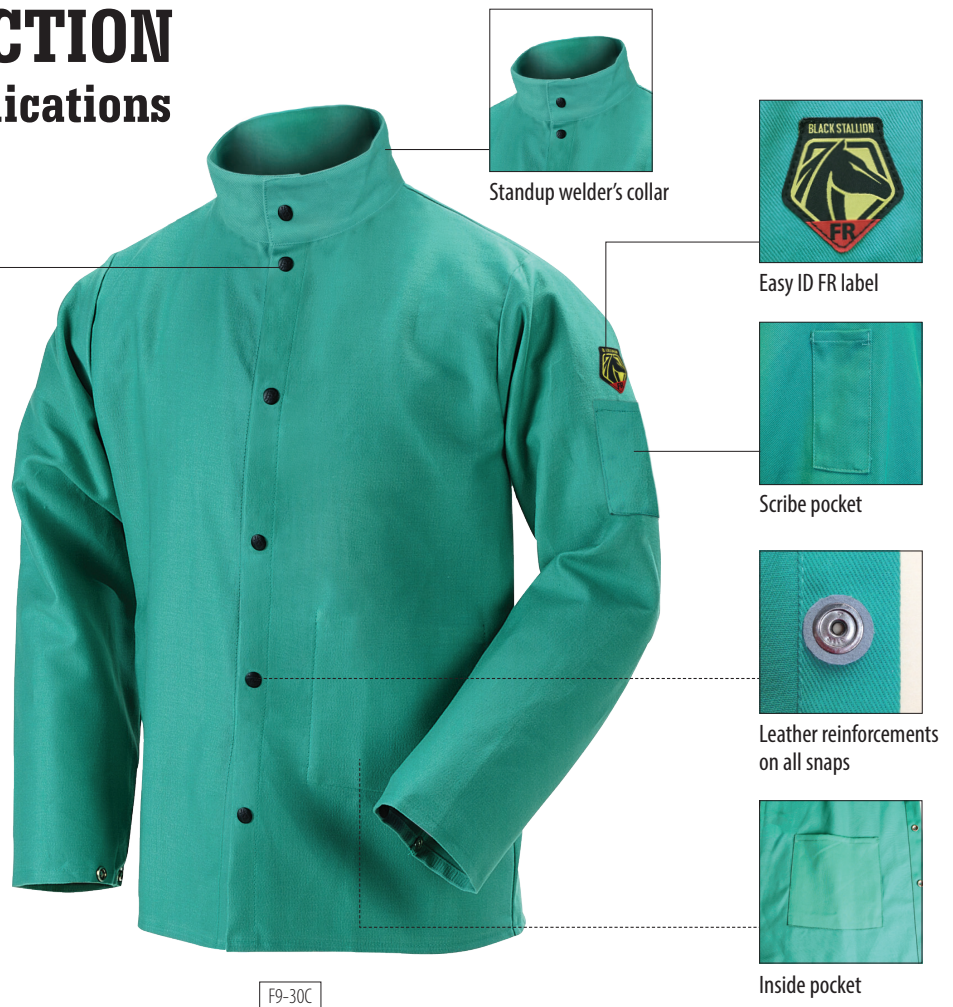 CTION
lications
Standup welder's collar
BLACK STALLION
FR
Easy ID FR label
Scribe pocket
Leather reinforcements
on all snaps
Inside pocket
F9-30C